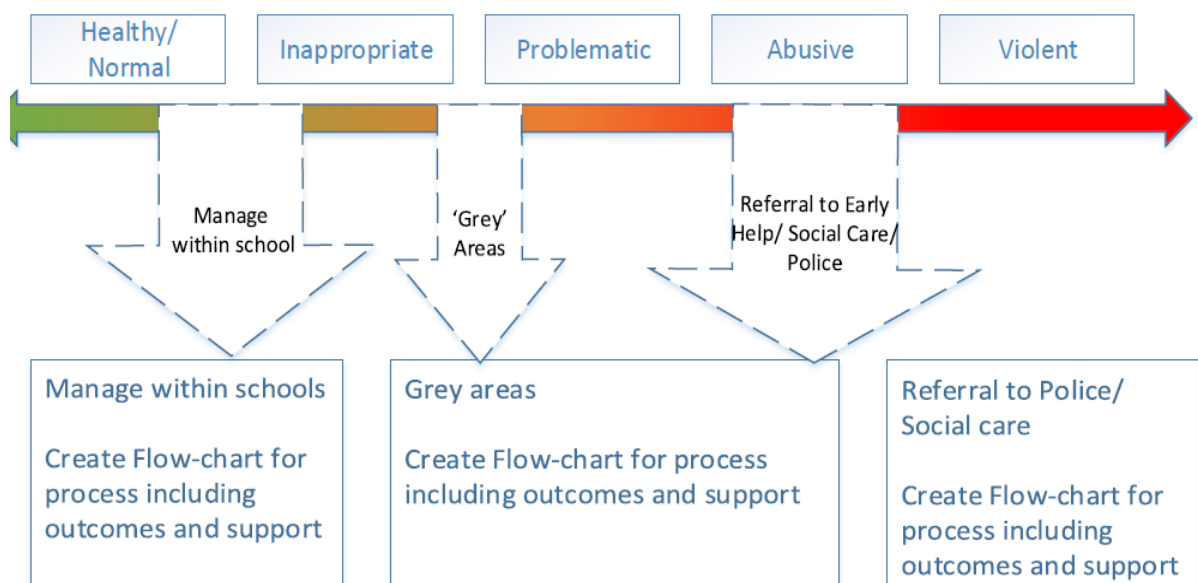 Healthy/
Normal
Inappropriate
Problematic
Abusive
Violent
Manage
within school
‘Grey’
Areas
Referral to Early
Help/ Social Care/
Police
Manage within schools
Create Flow-chart for
process including
outcomes and support
Grey areas
Create Flow-chart for process
including outcomes and support
Referral to Police/
Social care
Create Flow-chart for
process including
outcomes and support